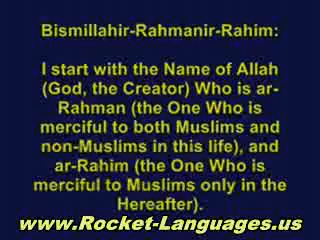 Bismillahir-Rahmanir-Rahim:
I start with the Name of Allah
(God, the Creator) Who is ar-
Rahman (the One Who is
merciful to both Muslims and
non-Muslims in this life), and
ar-Rahim (the One Who is
merciful to Muslims only in the
Hereafter).
www.Rocket-Languages.us